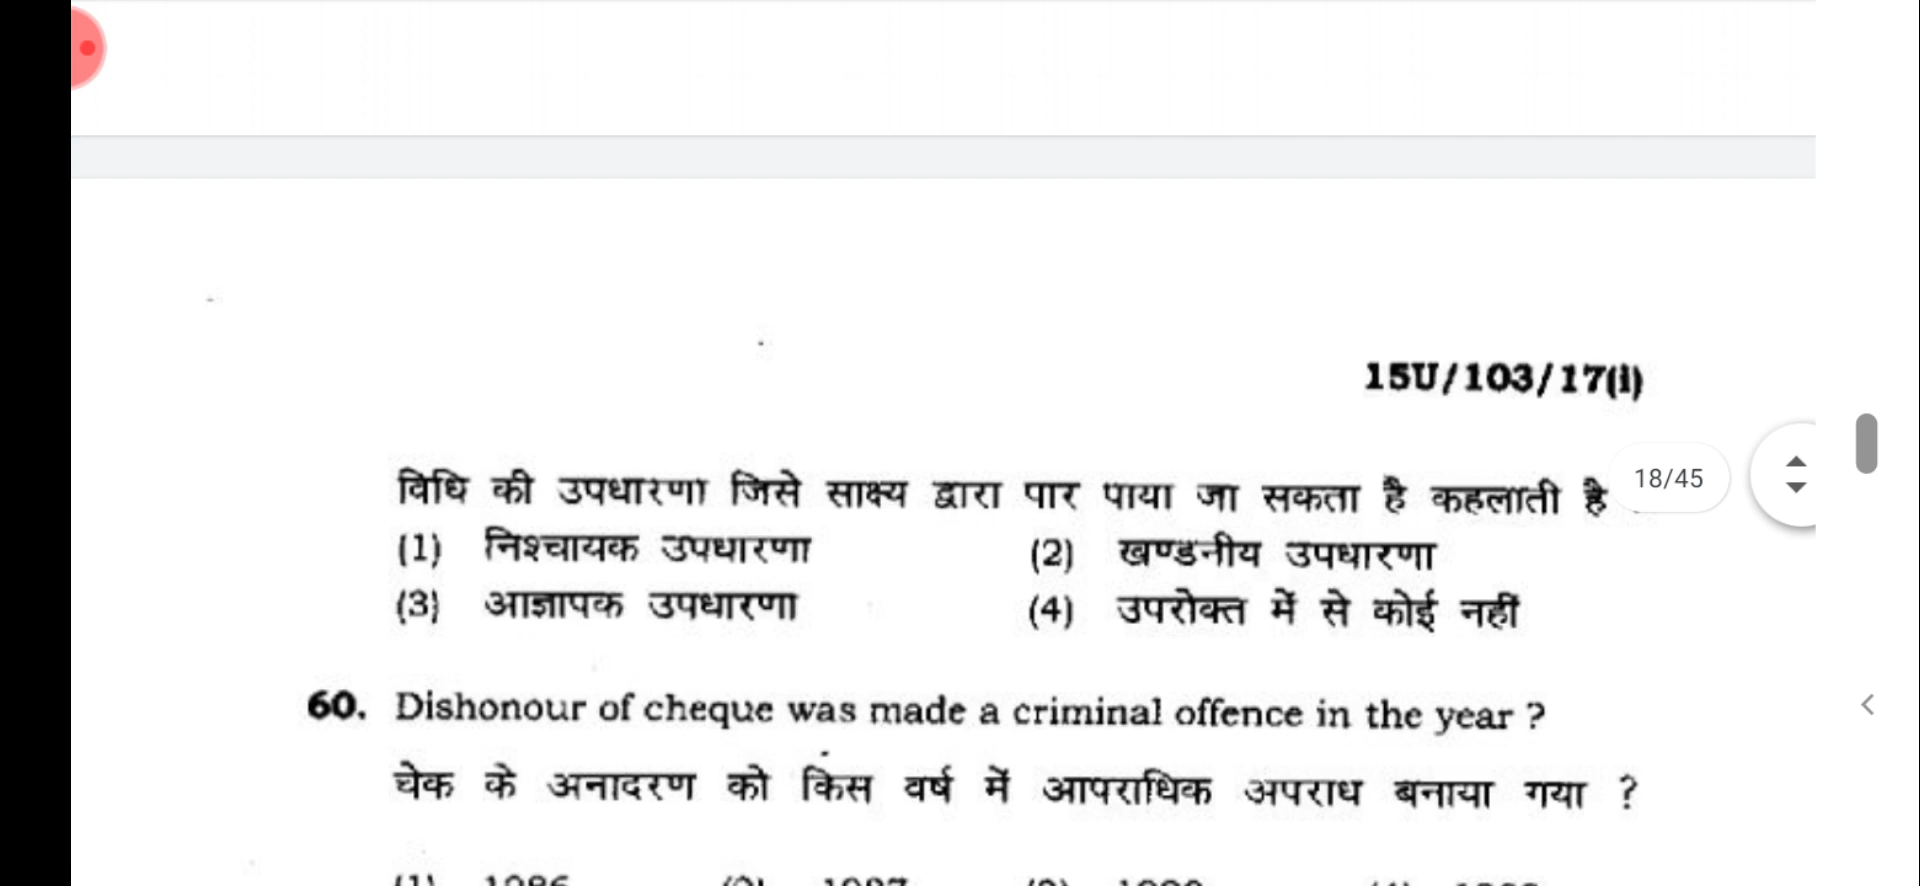 15U/103/17(i)
विधि की उपधारणा जिसे साक्ष्य द्वारा पार पाया जा सकता है कहलाती है
18/45
(1) निश्चायक उपधारणा (2) खण्डनीय उपधारणा
(3) आज्ञापक उपधारणा (4) उपरोक्त में से कोई नहीं
60. Dishonour of cheque was made a criminal offence in the year ?
चेक के अनादरण को किस वर्ष में आपराधिक अपराध बनाया गया ?